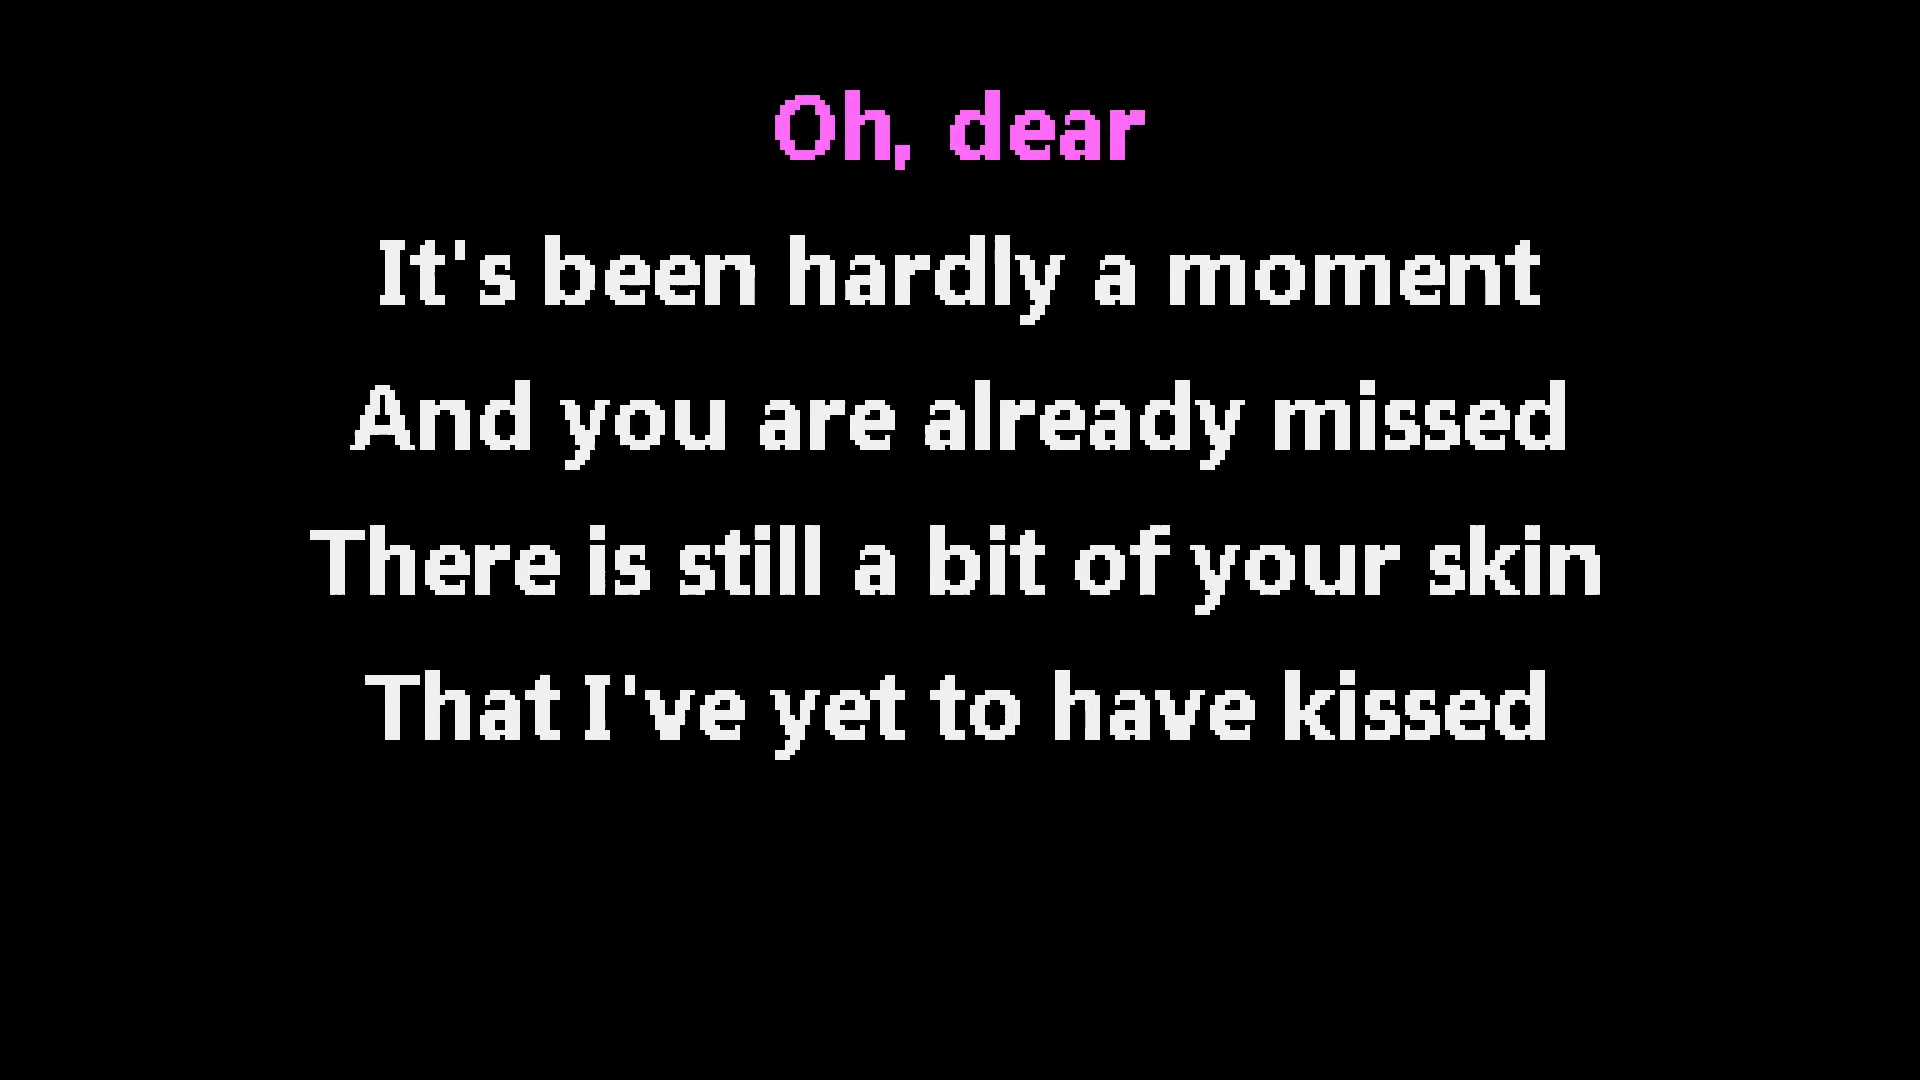 Oh, dear
It's been hardly a moment
And you are already missed
There is still a bit of your skin
That I've yet to have kissed